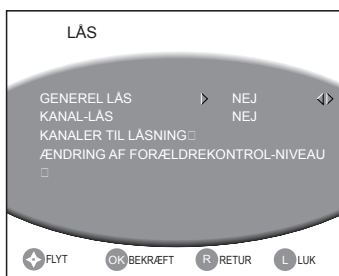 LÅS
GENEREL LÅS NEJ
KANAL-LÅS NEJ
KANALER TIL LÅSNING
ÆNDRING AF FORÆLDREKONTROL-NIVEAU
FLYT OK BEKRÆFT R RETUR L LUK